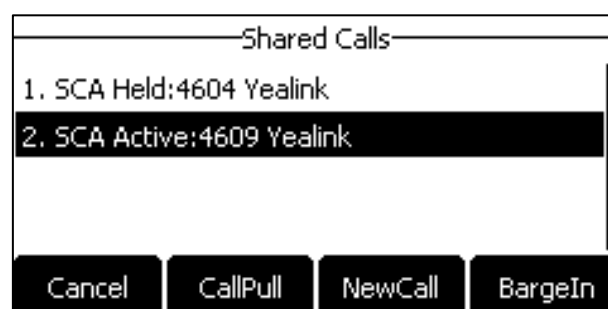 Shared Calls
1. SCA Held:4604 Yealink
2. SCA Active:4609 Yealink
Cancel CallPull NewCall BargeIn